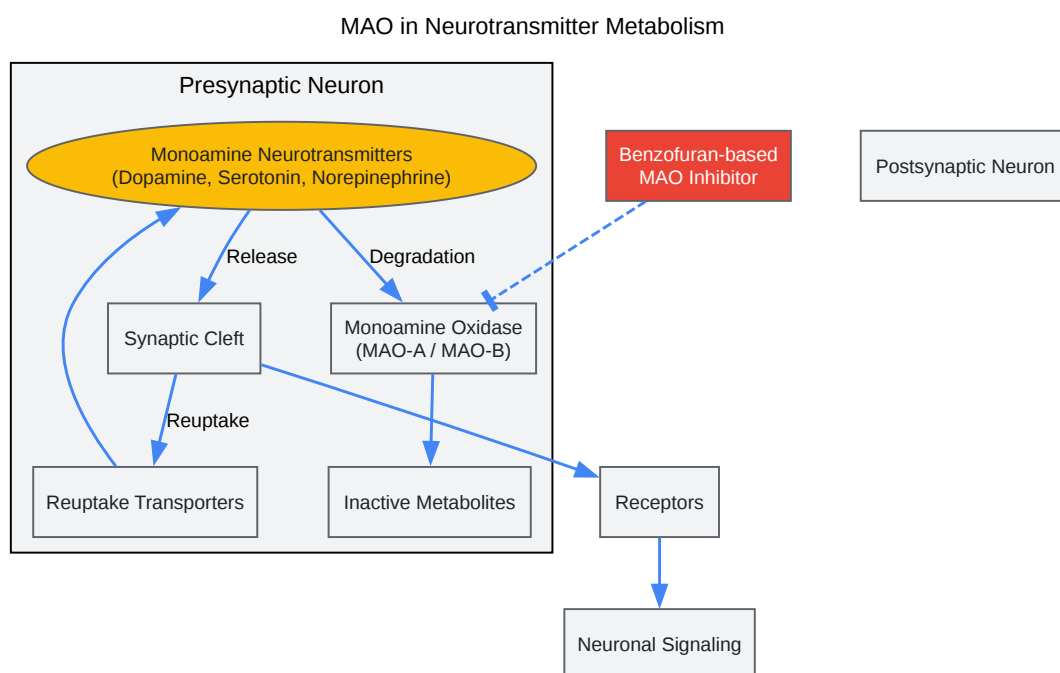 MAO in Neurotransmitter Metabolism
Presynaptic Neuron
Monoamine Neurotransmitters
(Dopamine, Serotonin, Norepinephrine)
Benzofuran-based
MAO Inhibitor
Postsynaptic Neuron
Release
Degradation
Synaptic Cleft
Monoamine Oxidase
(MAO-A / MAO-B)
Reuptake
Reuptake Transporters
Inactive Metabolites
Receptors
Neuronal Signaling